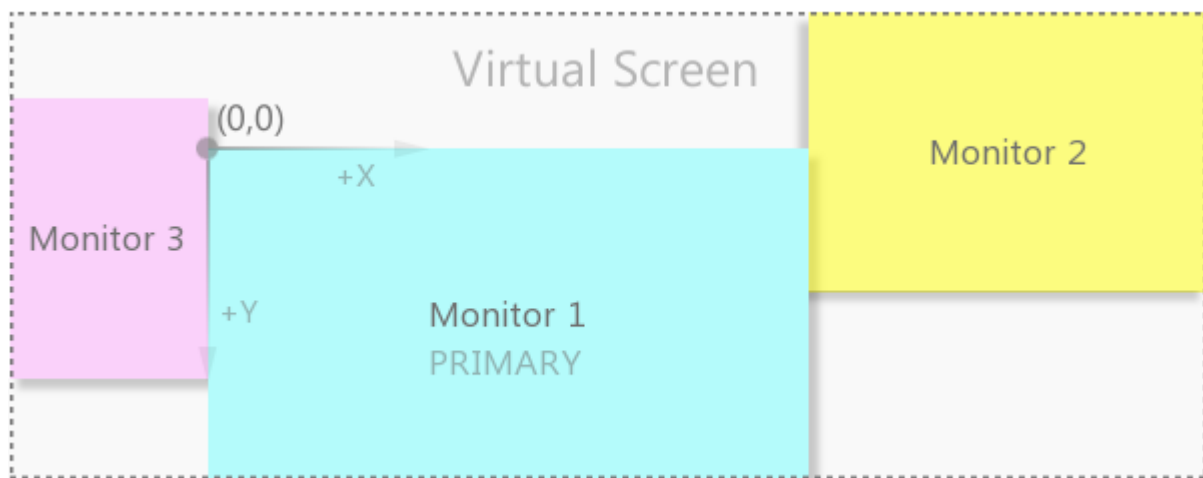 Virtual Screen
(0,0)
+X
Monitor 2
Monitor 3
+Y
Monitor 1
PRIMARY